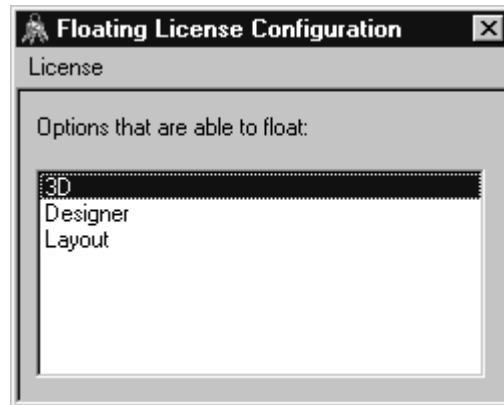 Floating License Configuration
License
Options that are able to float:
3D
Designer
Layout